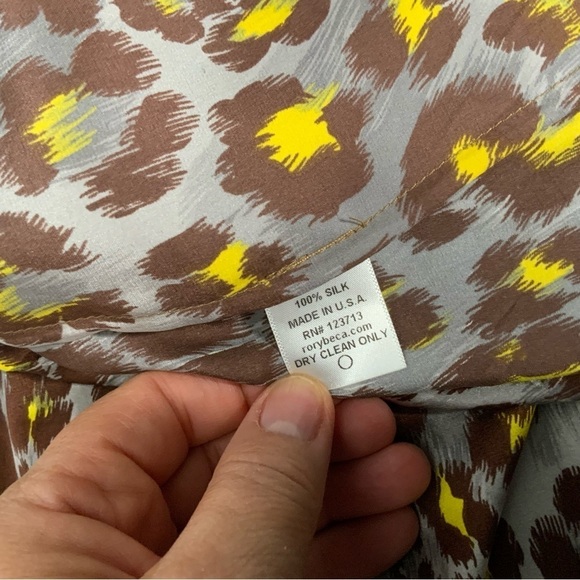 100% SILK
MADE IN U.S.A.
RN# 123713
rorybeca.com
DRY CLEAN ONLY